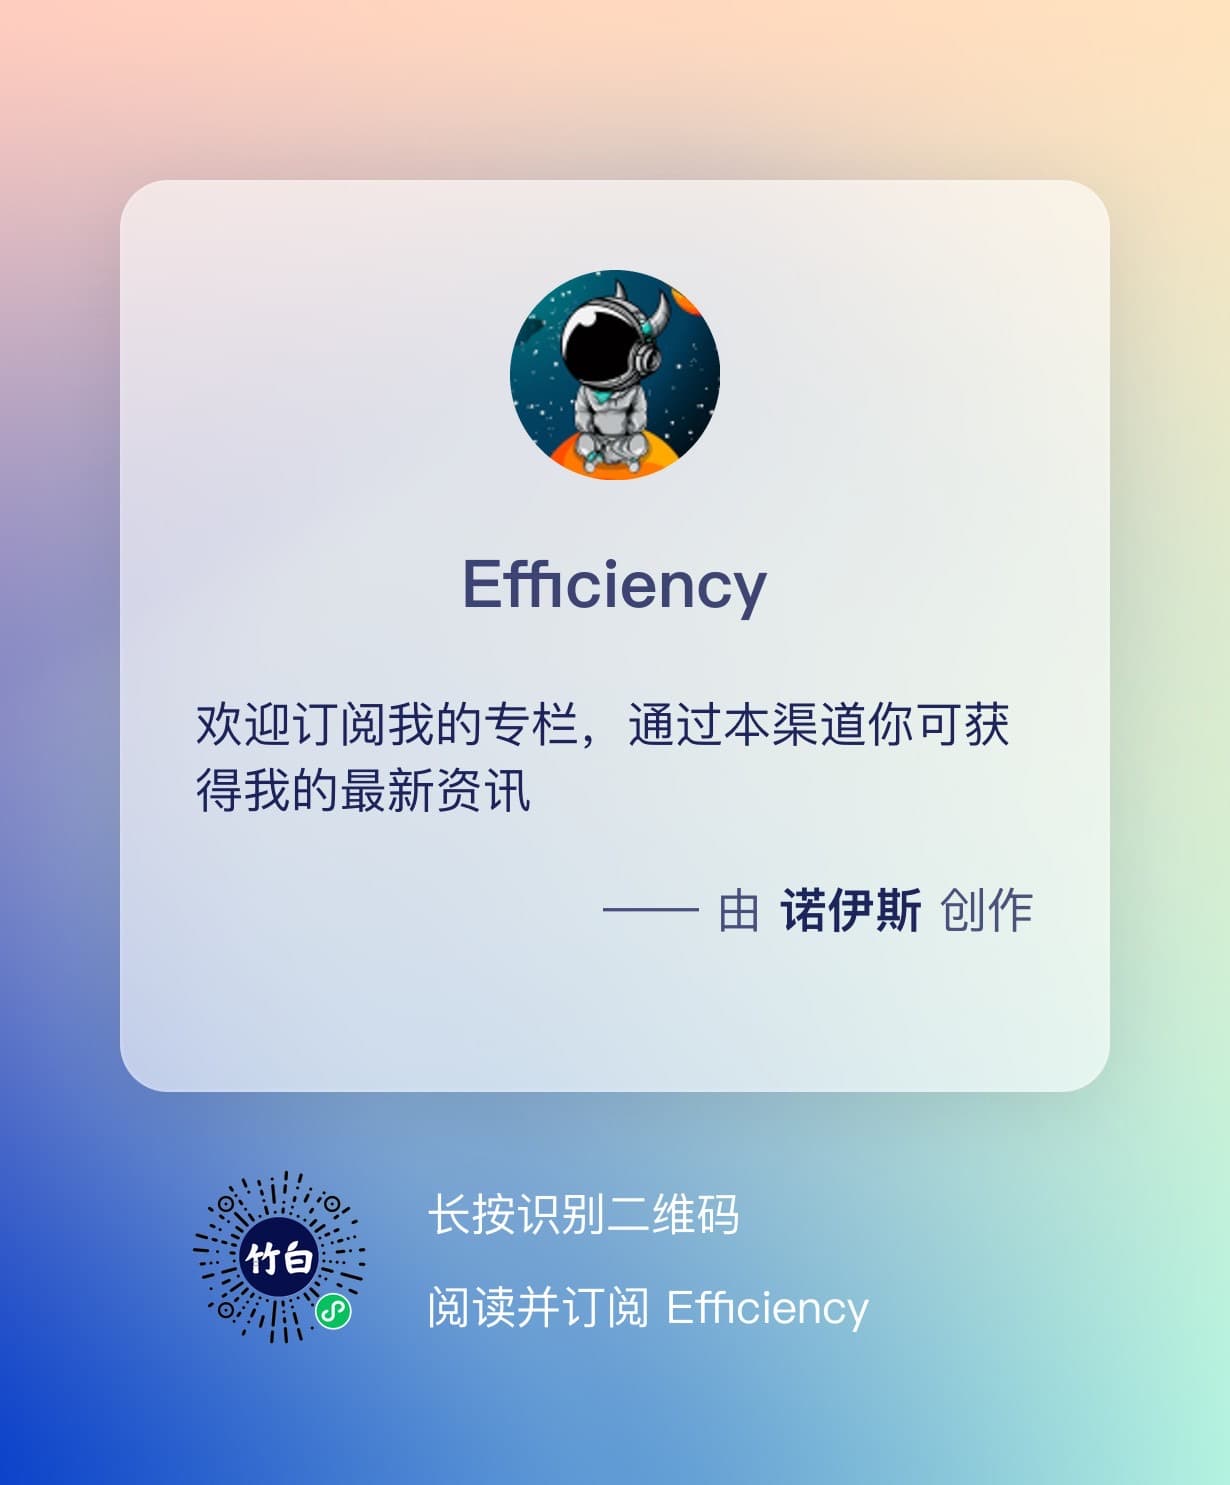 Efficiency
欢迎订阅我的专栏，通过本渠道你可获
得我的最新资讯
—— 由 诺伊斯 创作
竹白
长按识别二维码
阅读并订阅 Efficiency